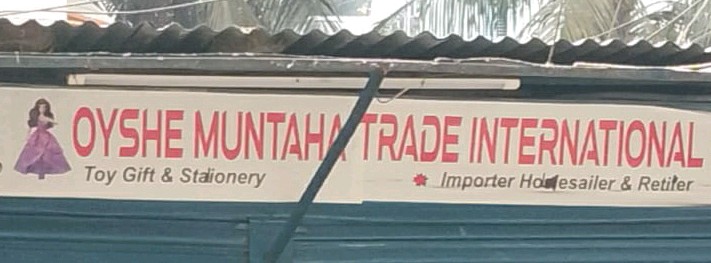 OYSHE MUNTAHA TRADE INTERNATIONAL
Toy Gift & Stationery
Importer Holesailer & Retiler